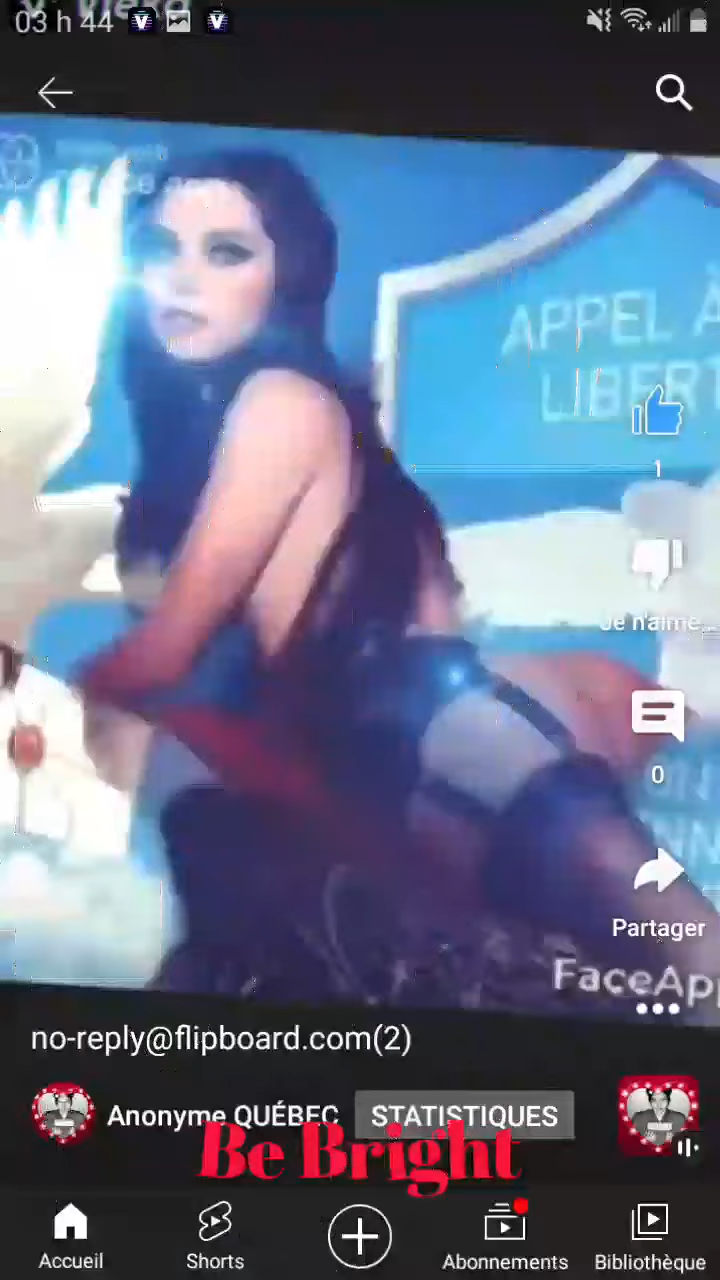 03 h 44
APPEL À
LIBERT
1
Je n'aime...
0
Partager
FaceAp
no-reply@flipboard.com(2)
Anonyme QUÉBEC
STATISTIQUES
Be Bright
Accueil
Shorts
Abonnements
Bibliothèque